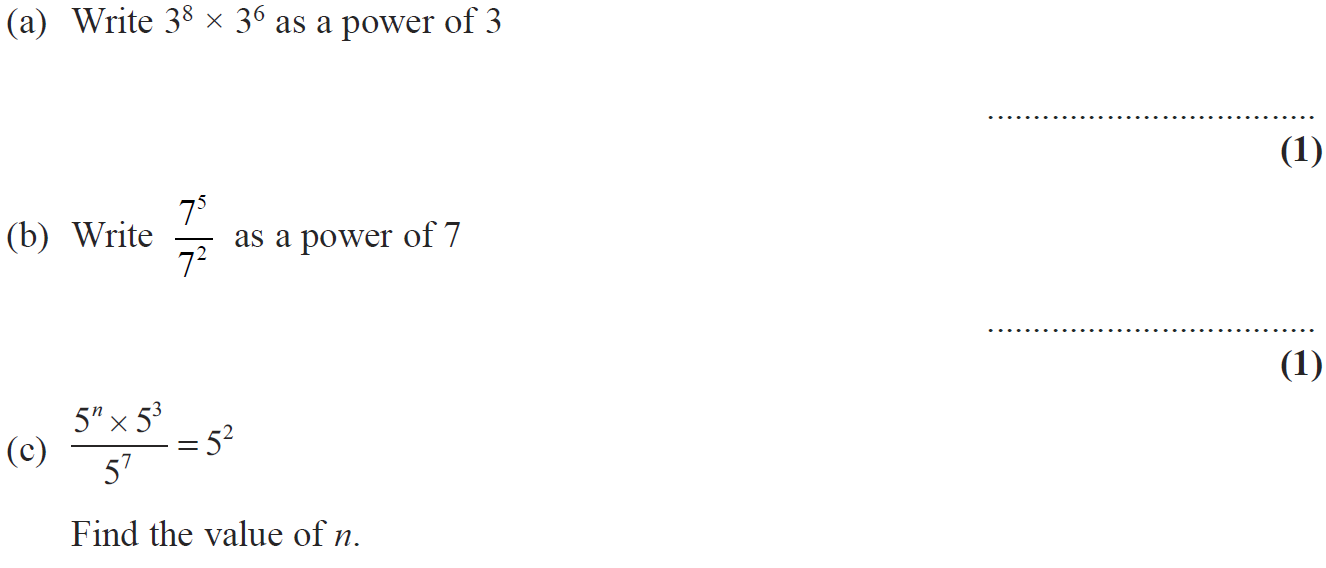 (a) Write 3⁸ × 3⁶ as a power of 3
....................................
(1)
(b) Write 7⁵/7² as a power of 7
....................................
(1)
(c) (5ⁿ × 5³)/5⁷ = 5²
Find the value of n.